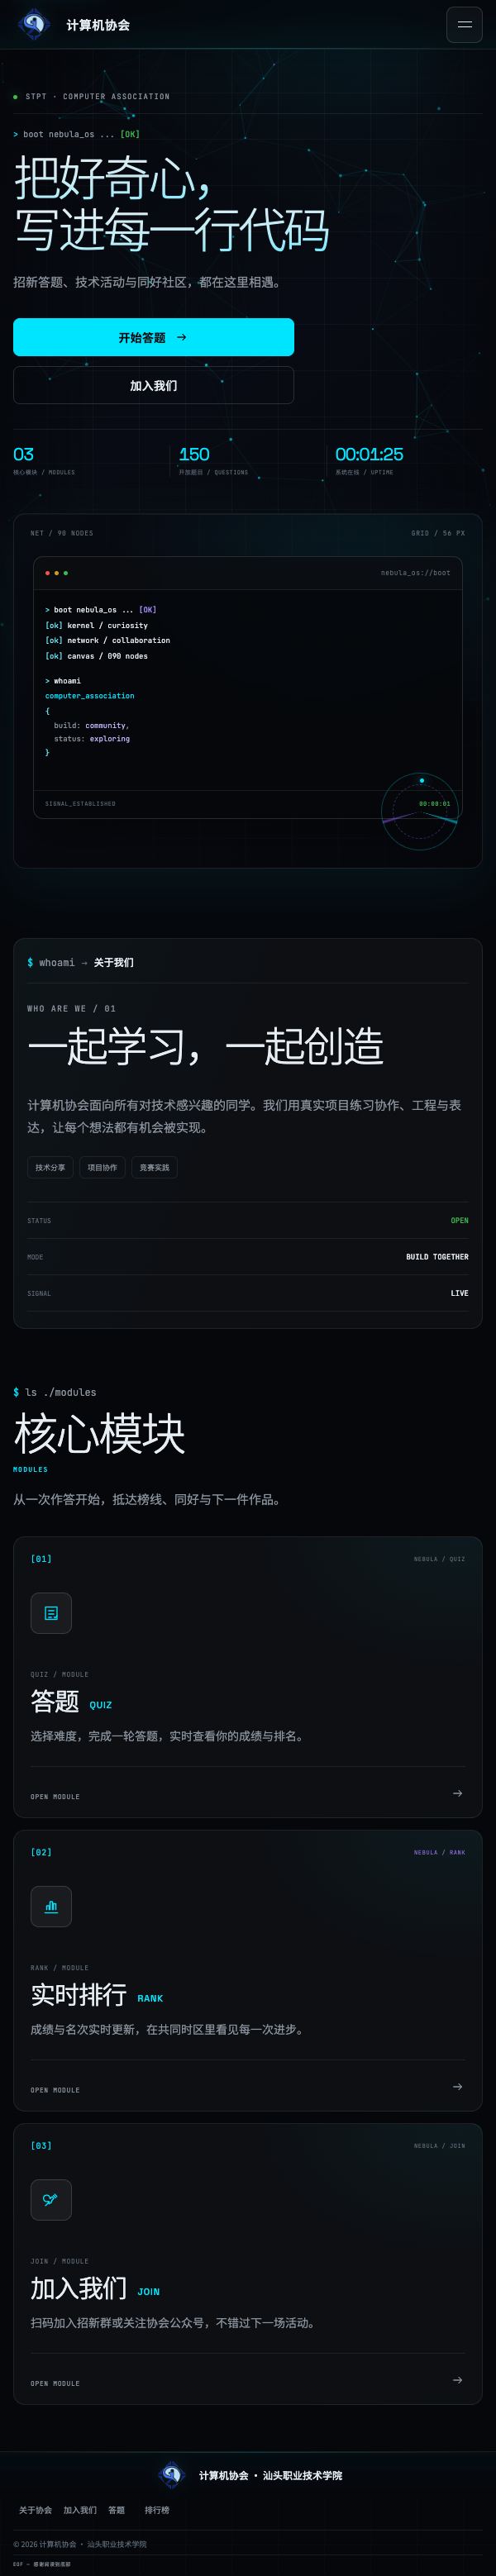 计算机协会
STPT · COMPUTER ASSOCIATION
> boot nebula_os ... [OK]
把好奇心，
写进每一行代码
招新答题、技术活动与同好社区，都在这里相遇。
开始答题 →
加入我们
03
核心模块 / MODULES
150
开放题目 / QUESTIONS
00:01:25
系统在线 / UPTIME
NET / 90 NODES
GRID / 56 PX
nebula_os://boot
> boot nebula_os ... [OK]
[ok] kernel / curiosity
[ok] network / collaboration
[ok] canvas / 090 nodes
> whoami
computer_association
{
build: community,
status: exploring
}
SIGNAL_ESTABLISHED
00:00:01
$ whoami → 关于我们
WHO ARE WE / 01
一起学习，一起创造
计算机协会面向所有对技术感兴趣的同学。我们用真实项目练习协作、工程与表
达，让每个想法都有机会被实现。
技术分享 项目协作 竞赛实践
STATUS OPEN
MODE BUILD TOGETHER
SIGNAL LIVE
$ ls ./modules
核心模块
MODULES
从一次作答开始，抵达榜线、同好与下一件作品。
[01] NEBULA / QUIZ
QUIZ / MODULE
答题 QUIZ
选择难度，完成一轮答题，实时查看你的成绩与排名。
OPEN MODULE →
[02] NEBULA / RANK
RANK / MODULE
实时排行 RANK
成绩与名次实时更新，在共同时区里看见每一次进步。
OPEN MODULE →
[03] NEBULA / JOIN
JOIN / MODULE
加入我们 JOIN
扫码加入招新群或关注协会公众号，不错过下一场活动。
OPEN MODULE →
计算机协会 · 汕头职业技术学院
关于协会 加入我们 答题 排行榜
© 2026 计算机协会 · 汕头职业技术学院
EOF — 感谢阅读到底部